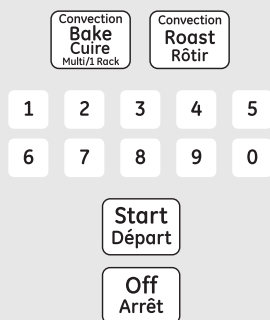 Convection
Bake
Cuire
Multi/1 Rack
Convection
Roast
Rôtir
1 2 3 4 5
6 7 8 9 0
Start
Départ
Off
Arrêt